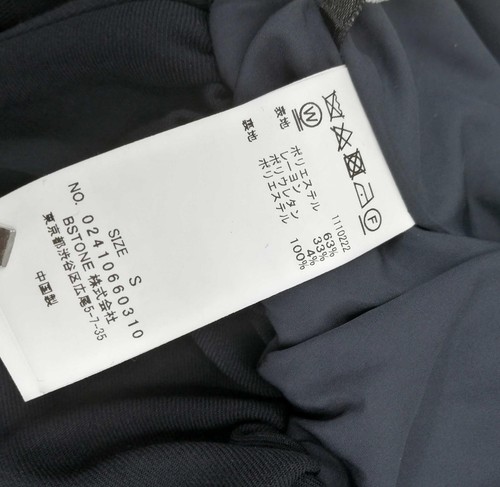 W
F
1110222
表地
ポリエステル 63%
レーヨン 33%
ポリウレタン 4%
裏地
ポリエステル 100%
SIZE S
NO. 02410660310
BSTONE 株式会社
東京都渋谷区広尾5-7-35
中国製